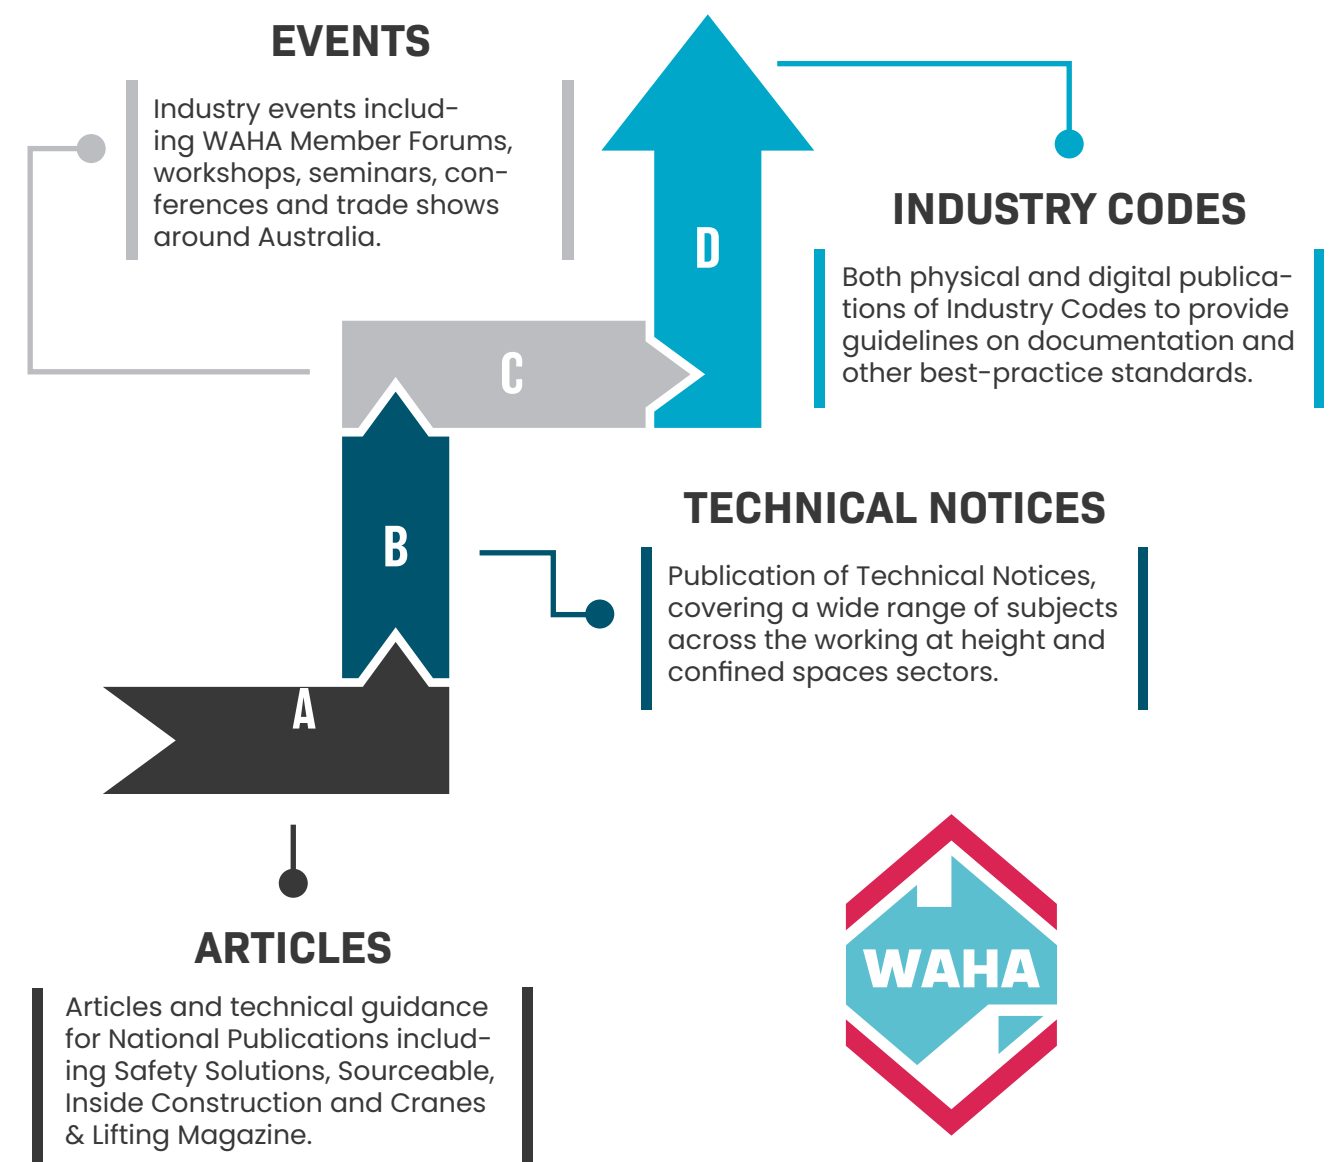 EVENTS
Industry events includ-
ing WAHA Member Forums,
workshops, seminars, con-
ferences and trade shows
around Australia.
D
INDUSTRY CODES
Both physical and digital publica-
tions of Industry Codes to provide
guidelines on documentation and
other best-practice standards.
C
B
TECHNICAL NOTICES
Publication of Technical Notices,
covering a wide range of subjects
across the working at height and
confined spaces sectors.
A
ARTICLES
Articles and technical guidance
for National Publications includ-
ing Safety Solutions, Sourceable,
Inside Construction and Cranes
& Lifting Magazine.
WAHA